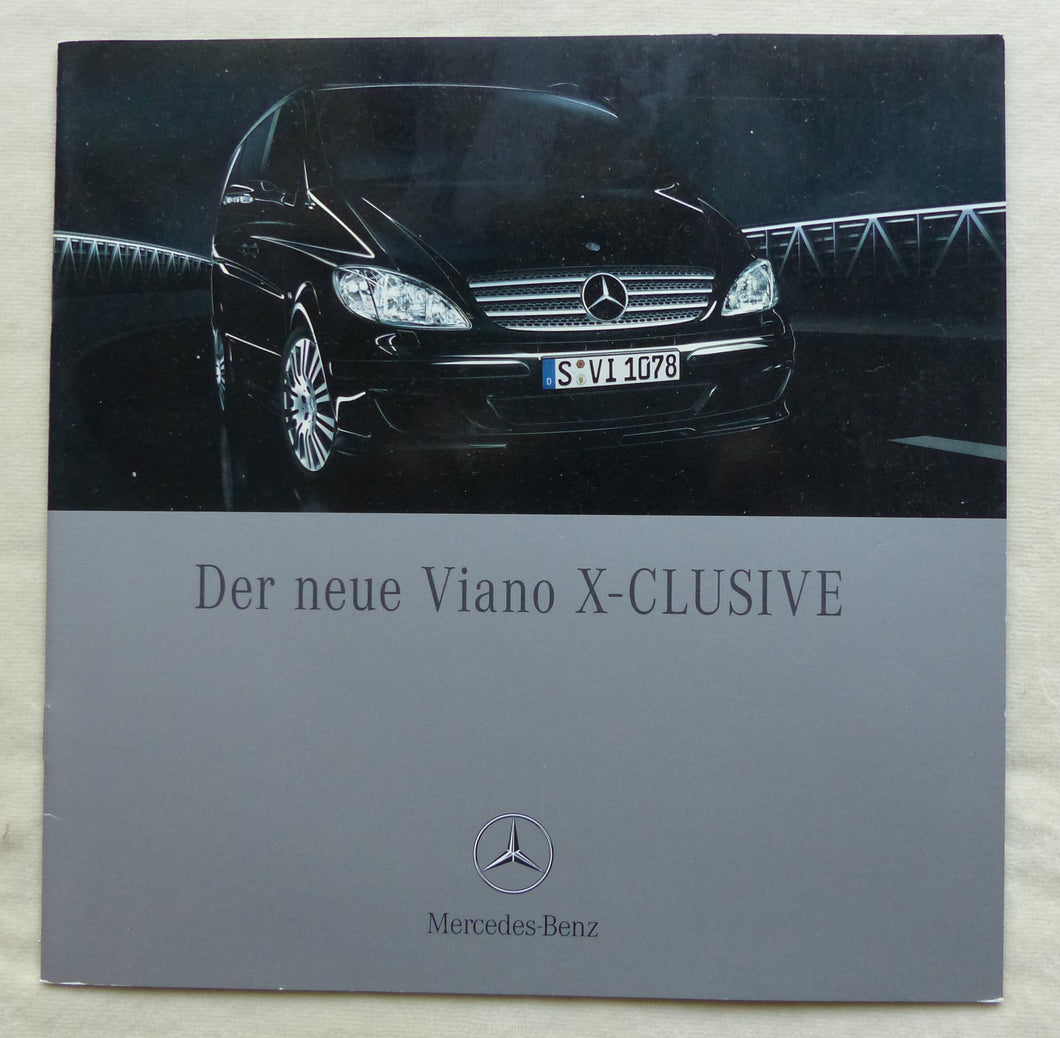 D
S VI 1078
Der neue Viano X-CLUSIVE
Mercedes-Benz